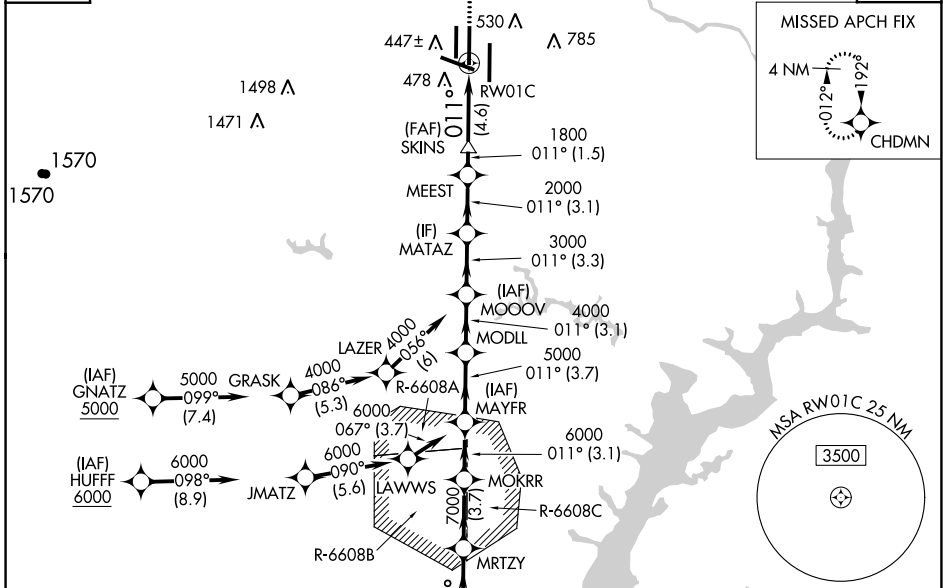 530
447±
785
478
RW01C
1498
1471
1570
1570
011°
(4.6)
(FAF)
SKINS
1800
011° (1.5)
MEEST
2000
011° (3.1)
(IF)
MATAZ
3000
011° (3.3)
(IAF)
MOOOV
4000
011° (3.1)
MODLL
5000
011° (3.7)
LAZER
4000
056°
(6)
(IAF)
GNATZ
5000
5000
099°
(7.4)
GRASK
4000
086°
(5.3)
R-6608A
(IAF)
MAYFR
6000
067° (3.7)
6000
011° (3.1)
(IAF)
HUFFF
6000
6000
098°
(8.9)
JMATZ
6000
090°
(5.6)
LAWWS
MOKRR
7000
(3.7)
R-6608C
R-6608B
MRTZY
MISSED APCH FIX
4 NM
012°
192°
CHDMN
MSA RW01C 25 NM
3500